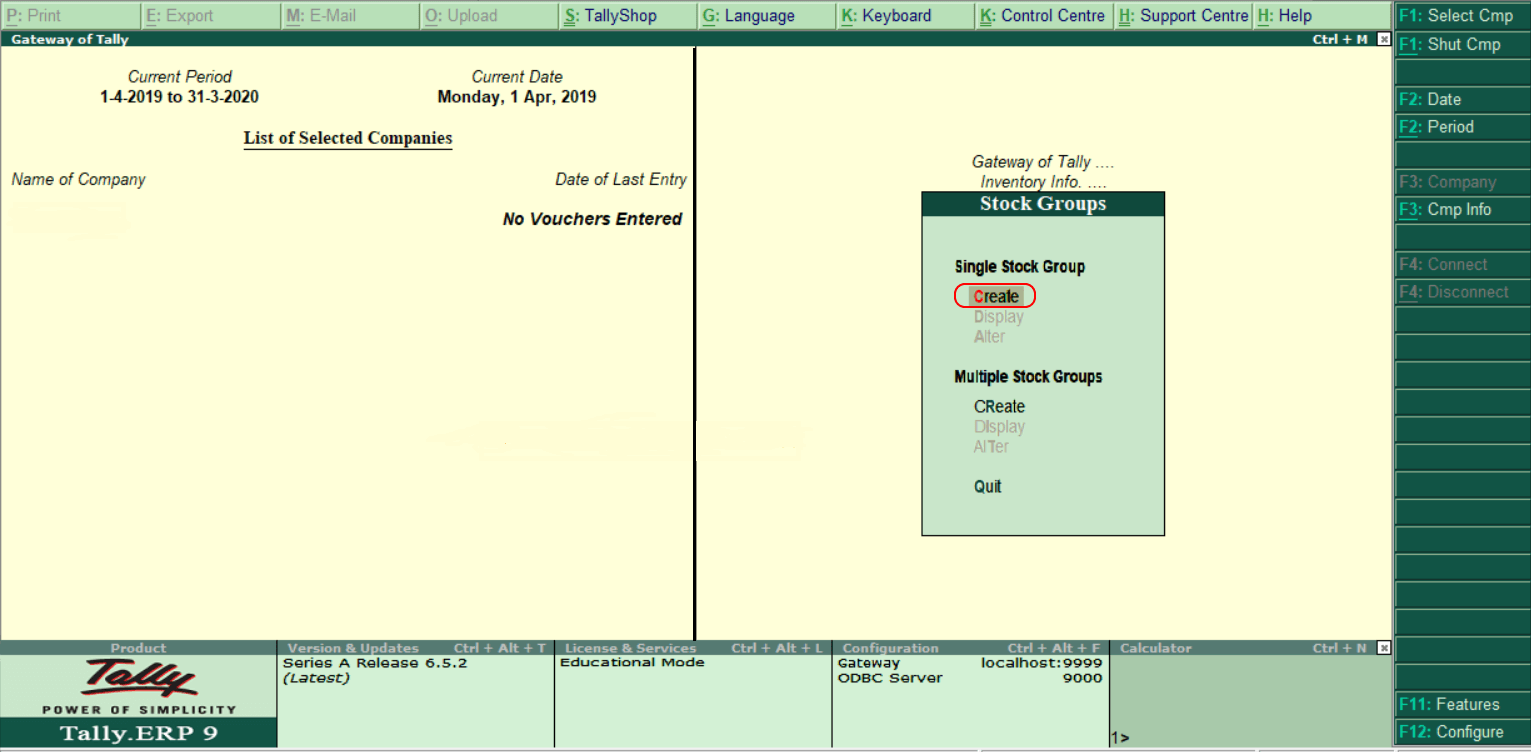 P: Print E: Export M: E-Mail O: Upload S: TallyShop G: Language K: Keyboard K: Control Centre H: Support Centre H: Help
Gateway of Tally Ctrl + M
Current Period Current Date
1-4-2019 to 31-3-2020 Monday, 1 Apr, 2019
List of Selected Companies
Name of Company Date of Last Entry
No Vouchers Entered
Gateway of Tally ....
Inventory Info. ....
Stock Groups
Single Stock Group
Create
Display
Alter
Multiple Stock Groups
CReate
DIsplay
AlTer
Quit
F1: Select Cmp
F1: Shut Cmp
F2: Date
F2: Period
F3: Company
F3: Cmp Info
F4: Connect
F4: Disconnect
F11: Features
F12: Configure
Product
Tally
POWER OF SIMPLICITY
Tally.ERP 9
Version & Updates Ctrl + Alt + T
Series A Release 6.5.2
(Latest)
License & Services Ctrl + Alt + L
Educational Mode
Configuration Ctrl + Alt + F
Gateway localhost:9999
ODBC Server 9000
Calculator Ctrl + N
1>